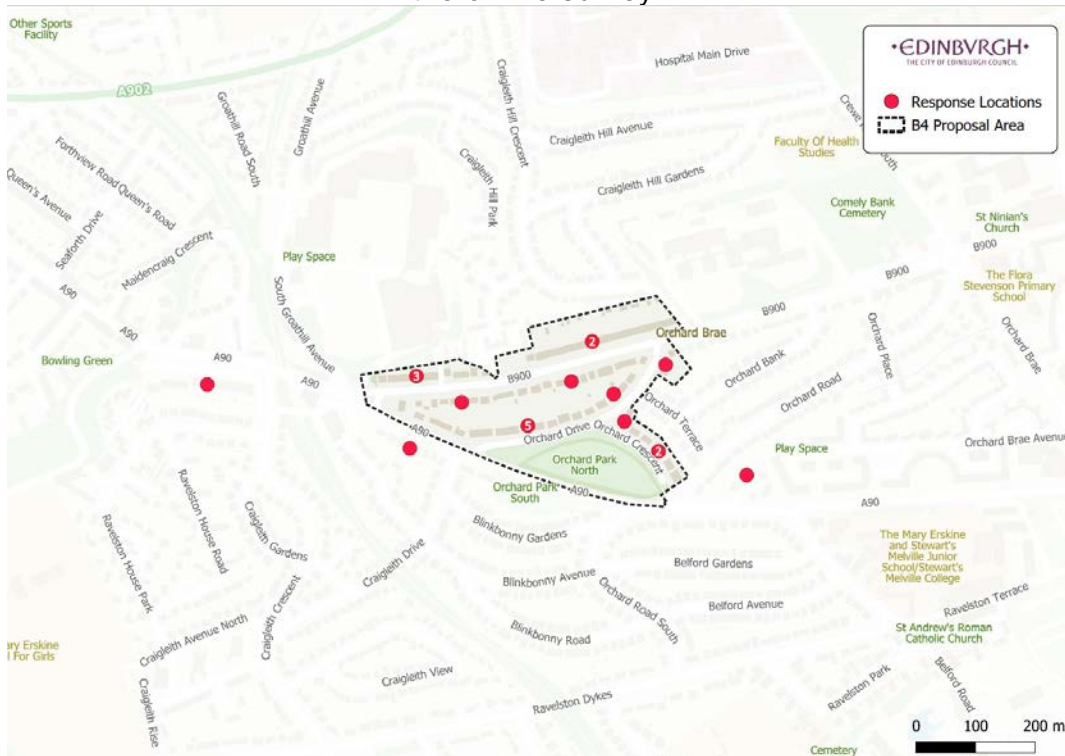 Other Sports
Facility
A902
Groathill Road South
Groathill Avenue
Craigleith Hill Crescent
Hospital Main Drive
EDINBVRGH
THE CITY OF EDINBURGH COUNCIL
Response Locations
B4 Proposal Area
Forthview Road
Queen's Road
Queen's Avenue
Seaforth Drive
Maidencraig Crescent
Craigleith Hill Park
Craigleith Hill Avenue
Craigleith Hill Gardens
Faculty Of Health
Studies
Comely Bank
Cemetery
St Ninian's
Church
B900
B900
The Flora
Stevenson Primary
School
Play Space
South Groathill Avenue
A90
A90
A90
A90
Bowling Green
B900
Orchard Brae
Orchard Bank
Orchard Place
Orchard Road
Orchard Brae
2
3
B900
5
2
A90
Orchard Drive
Orchard Crescent
Orchard Terrace
Orchard Park
North
Orchard Park
South
A90
Play Space
Orchard Brae Avenue
A90
Ravelston House Road
Ravelston House Park
Craigleith Gardens
Craigleith Crescent
Craigleith Drive
Blinkbonny Gardens
Blinkbonny Avenue
Blinkbonny Road
Orchard Road South
Belford Gardens
Belford Avenue
The Mary Erskine
and Stewart's
Melville Junior
School/Stewart's
Melville College
Ravelston Terrace
St Andrew's Roman
Catholic Church
Belford Road
Ravelston Park
Craigleith Avenue North
Craigleith Rise
Craigleith View
Ravelston Dykes
Cemetery
For Girls
0 100 200 m